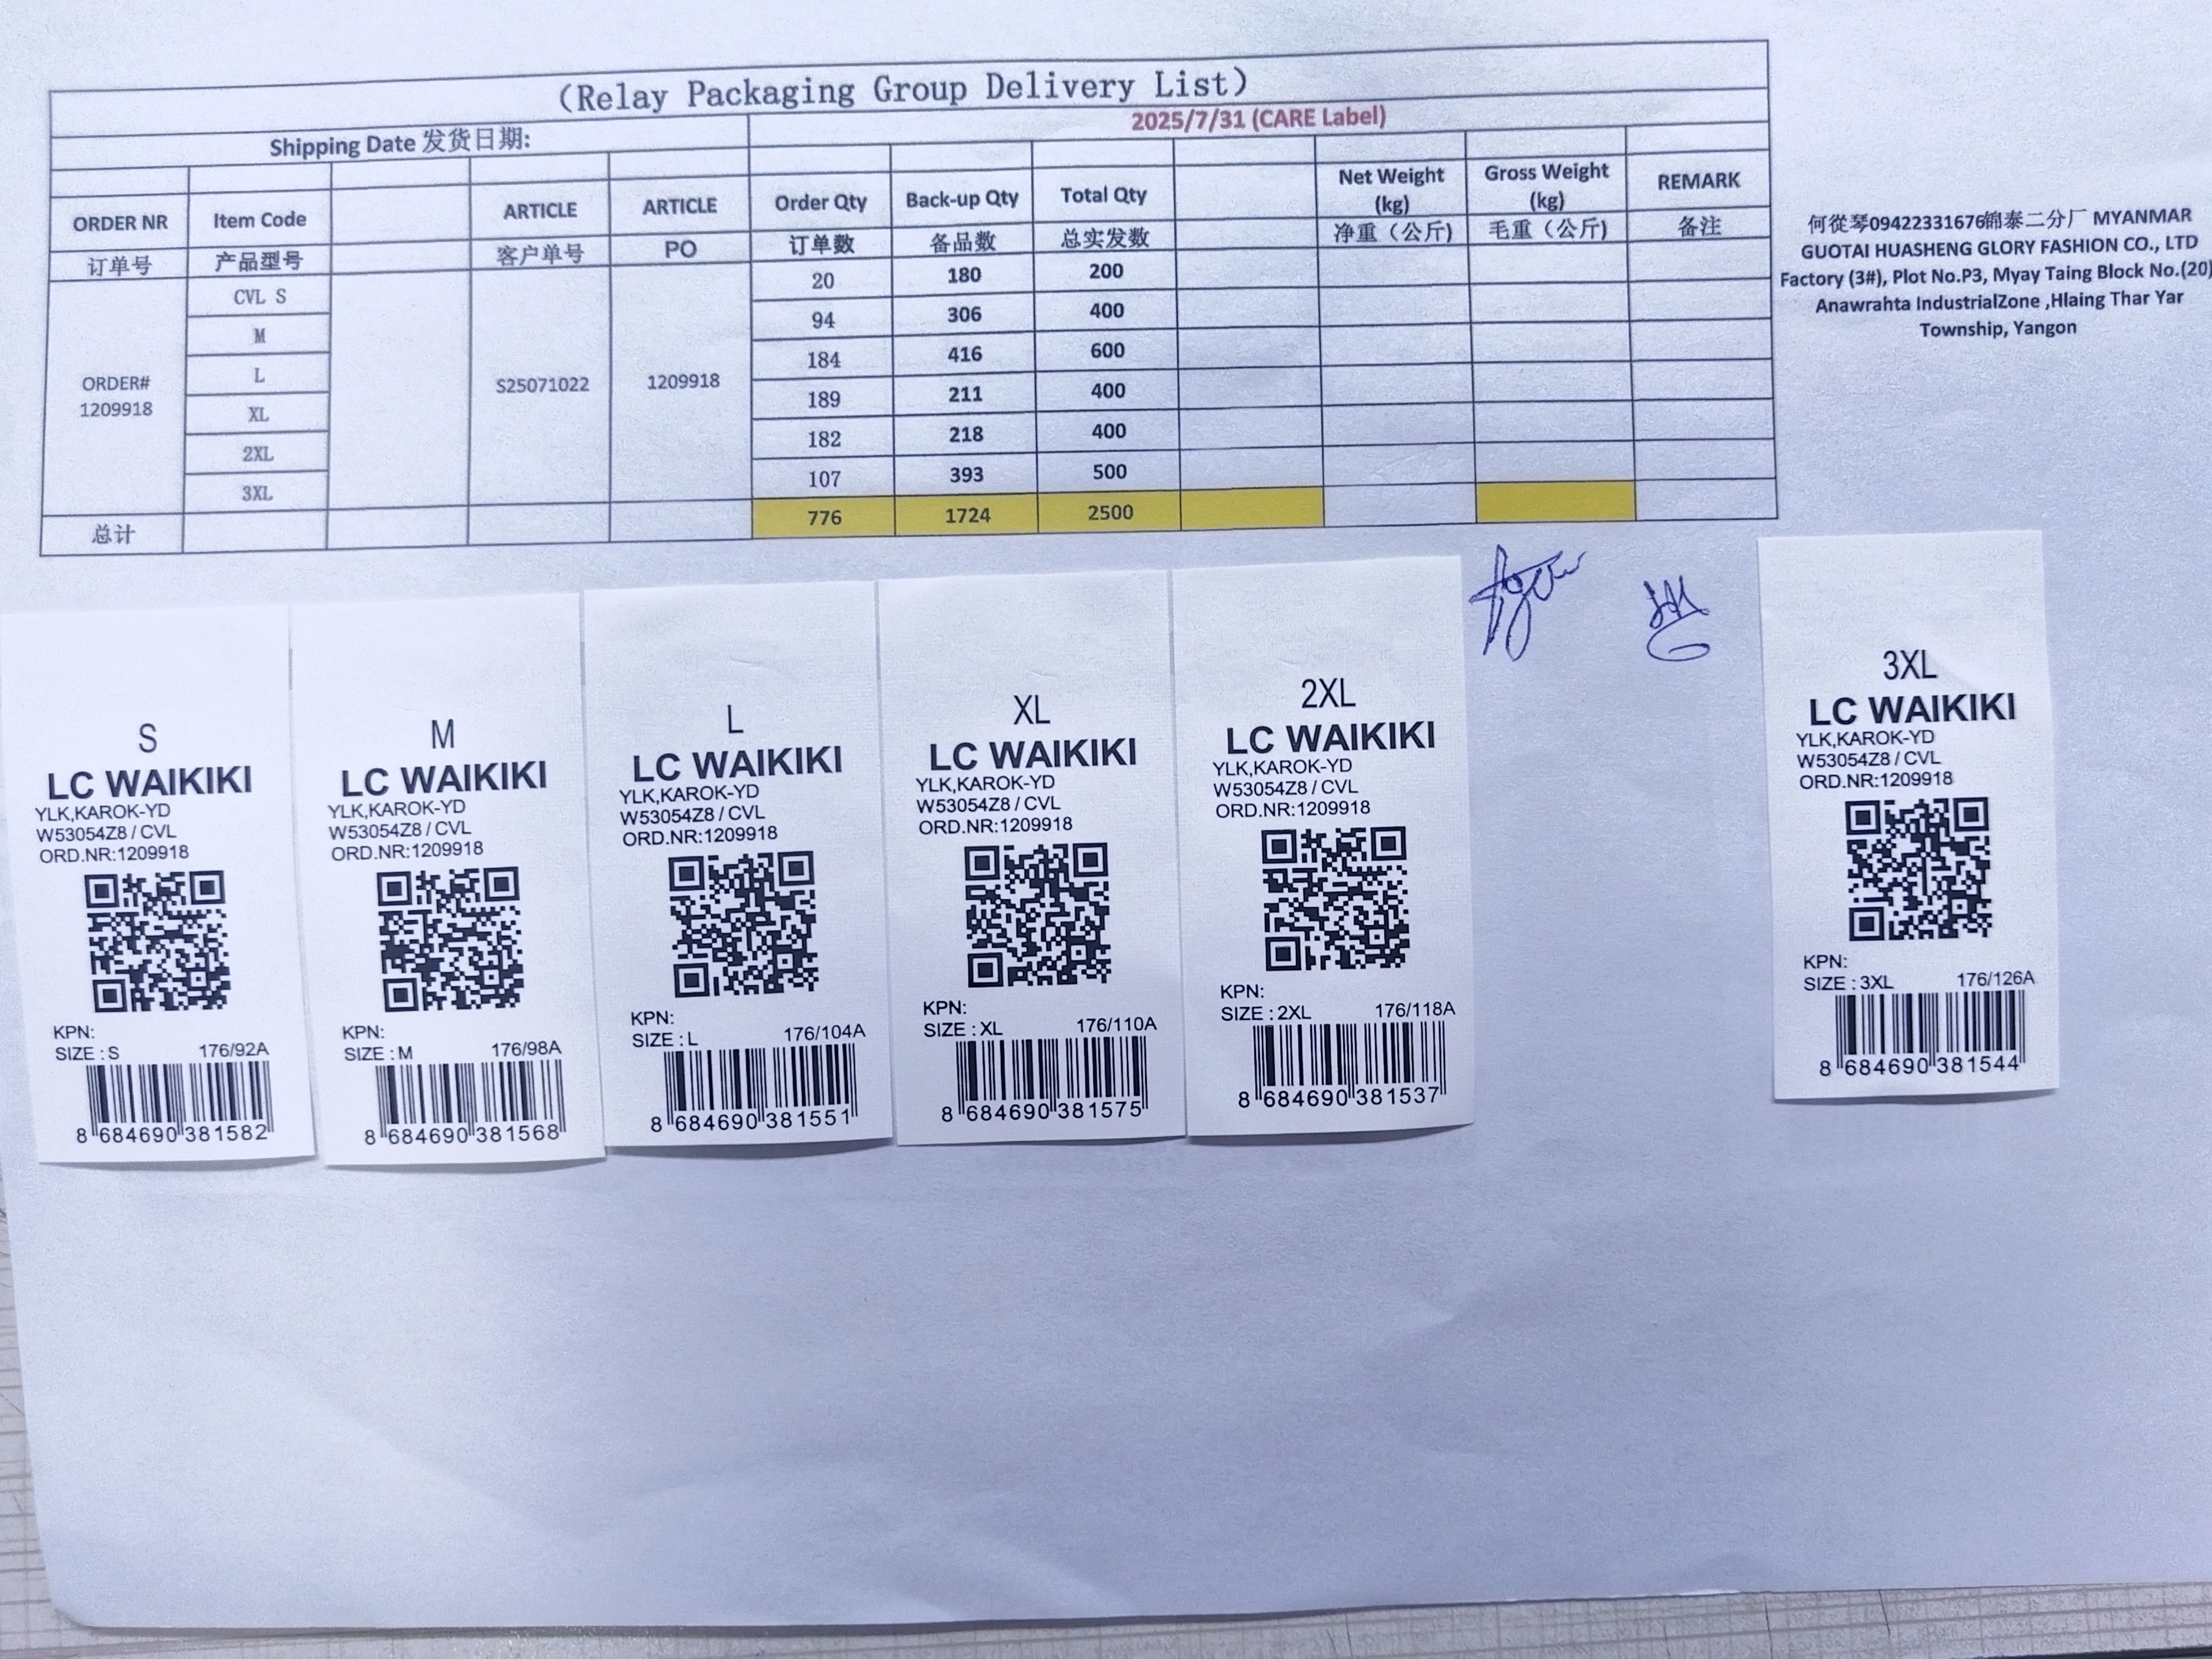 (Relay Packaging Group Delivery List)
Shipping Date 发货日期: 2025/7/31 (CARE Label)
ORDER NR Item Code ARTICLE ARTICLE Order Qty Back-up Qty Total Qty Net Weight (kg) Gross Weight (kg) REMARK
订单号 产品型号 客户单号 PO 订单数 备品数 总实发数 净重（公斤） 毛重（公斤） 备注
ORDER# 1209918 S25071022 1209918
CVL S 20 180 200
M 94 306 400
L 184 416 600
XL 189 211 400
2XL 182 218 400
3XL 107 393 500
总计 776 1724 2500
何從琴09422331676錦泰二分厂 MYANMAR
GUOTAI HUASHENG GLORY FASHION CO., LTD
Factory (3#), Plot No.P3, Myay Taing Block No.(20)
Anawrahta IndustrialZone ,Hlaing Thar Yar
Township, Yangon
S
LC WAIKIKI
YLK,KAROK-YD
W53054Z8 / CVL
ORD.NR:1209918
KPN:
SIZE : S 176/92A
8 684690 381582
M
LC WAIKIKI
YLK,KAROK-YD
W53054Z8 / CVL
ORD.NR:1209918
KPN:
SIZE : M 176/98A
8 684690 381568
L
LC WAIKIKI
YLK,KAROK-YD
W53054Z8 / CVL
ORD.NR:1209918
KPN:
SIZE : L 176/104A
8 684690 381551
XL
LC WAIKIKI
YLK,KAROK-YD
W53054Z8 / CVL
ORD.NR:1209918
KPN:
SIZE : XL 176/110A
8 684690 381575
2XL
LC WAIKIKI
YLK,KAROK-YD
W53054Z8 / CVL
ORD.NR:1209918
KPN:
SIZE : 2XL 176/118A
8 684690 381537
3XL
LC WAIKIKI
YLK,KAROK-YD
W53054Z8 / CVL
ORD.NR:1209918
KPN:
SIZE : 3XL 176/126A
8 684690 381544